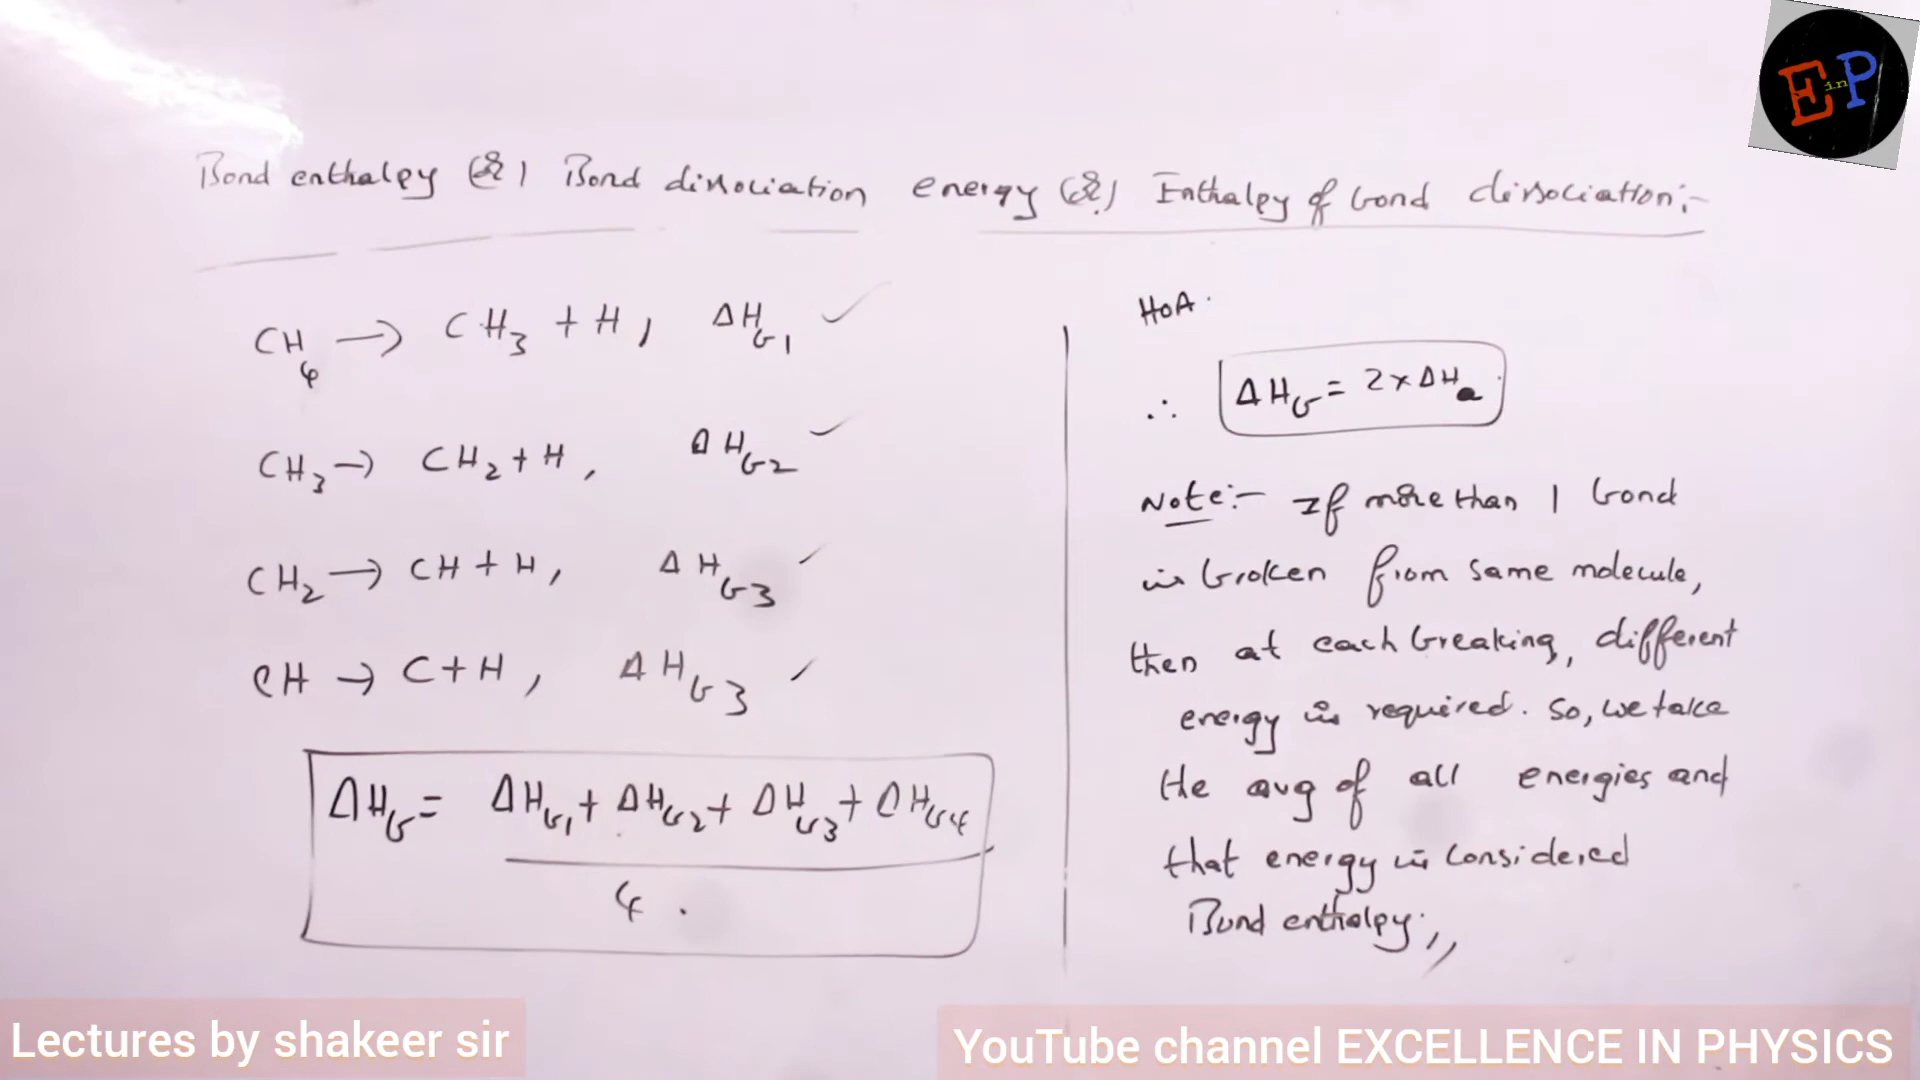 E in P
Bond enthalpy (or) Bond dissociation energy (or) Enthalpy of bond dissociation:-
CH4 → CH3 + H, ΔHb1 ✓
CH3 → CH2 + H, ΔHb2 ✓
CH2 → CH + H, ΔHb3 ✓
CH → C + H, ΔHb3 ✓
ΔHb = ΔHb1 + ΔHb2 + ΔHb3 + ΔHb4
4.
HOA.
∴ ΔHb = 2 × ΔHa
Note:- If more than 1 bond
is broken from same molecule,
then at each breaking, different
energy is required. So, we take
the avg of all energies and
that energy is considered
Bond enthalpy.,,
Lectures by shakeer sir
YouTube channel EXCELLENCE IN PHYSICS